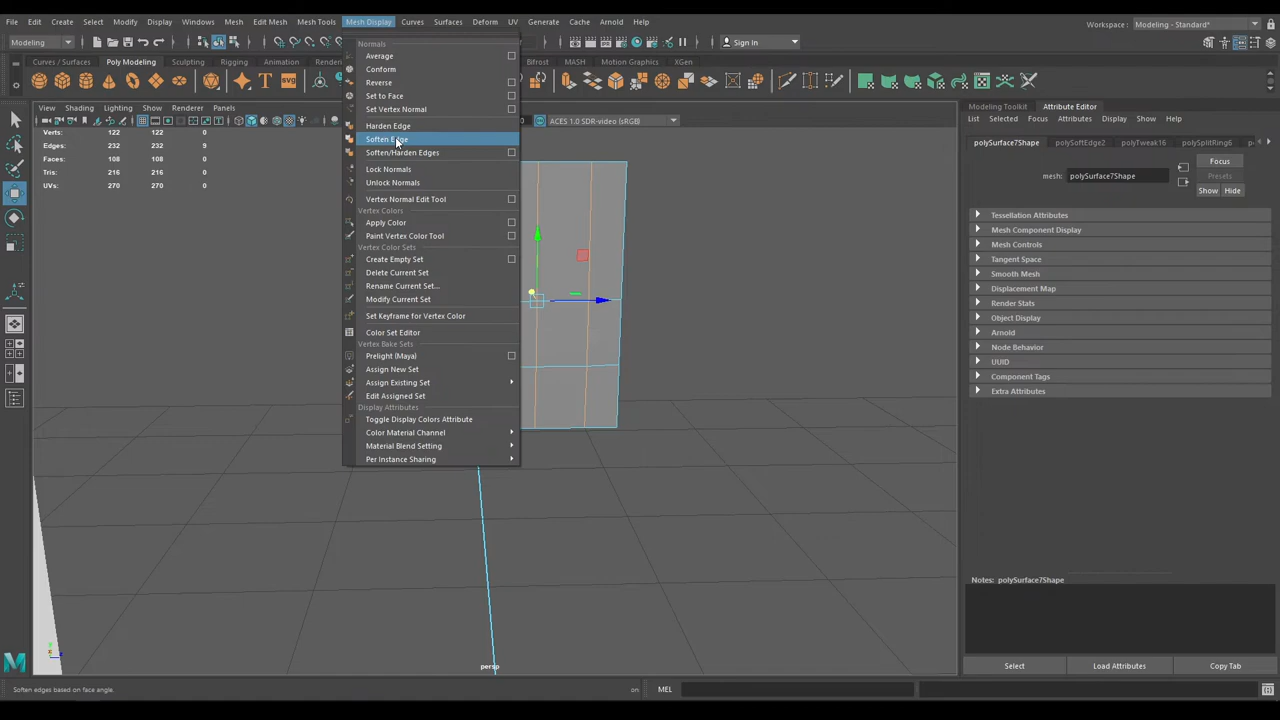 File Edit Create Select Modify Display Windows Mesh Edit Mesh Mesh Tools Mesh Display Curves Surfaces Deform UV Generate Cache Arnold Help
Workspace : Modeling - Standard*
Modeling
Sign In
Curves / Surfaces Poly Modeling Sculpting Rigging Animation Bifrost MASH Motion Graphics XGen
View Shading Lighting Show Renderer Panels
ACES 1.0 SDR-video (sRGB)
Verts: 122 122 0
Edges: 232 232 9
Faces: 108 108 0
Tris: 216 216 0
UVs: 270 270 0
Normals
Average
Conform
Reverse
Set to Face
Set Vertex Normal
Harden Edge
Soften Edge
Soften/Harden Edges
Lock Normals
Unlock Normals
Vertex Normal Edit Tool
Vertex Colors
Apply Color
Paint Vertex Color Tool
Vertex Color Sets
Create Empty Set
Delete Current Set
Rename Current Set...
Modify Current Set
Set Keyframe for Vertex Color
Color Set Editor
Vertex Bake Sets
Prelight (Maya)
Assign New Set
Assign Existing Set
Edit Assigned Set
Display Attributes
Toggle Display Colors Attribute
Color Material Channel
Material Blend Setting
Per Instance Sharing
persp
Modeling Toolkit Attribute Editor
List Selected Focus Attributes Display Show Help
polySurface7Shape polySoftEdge2 polyTweak16 polySplitRing6
mesh: polySurface7Shape
Focus
Presets
Show Hide
Tessellation Attributes
Mesh Component Display
Mesh Controls
Tangent Space
Smooth Mesh
Displacement Map
Render Stats
Object Display
Arnold
Node Behavior
UUID
Component Tags
Extra Attributes
Notes: polySurface7Shape
Select Load Attributes Copy Tab
Soften edges based on face angle.
on
MEL